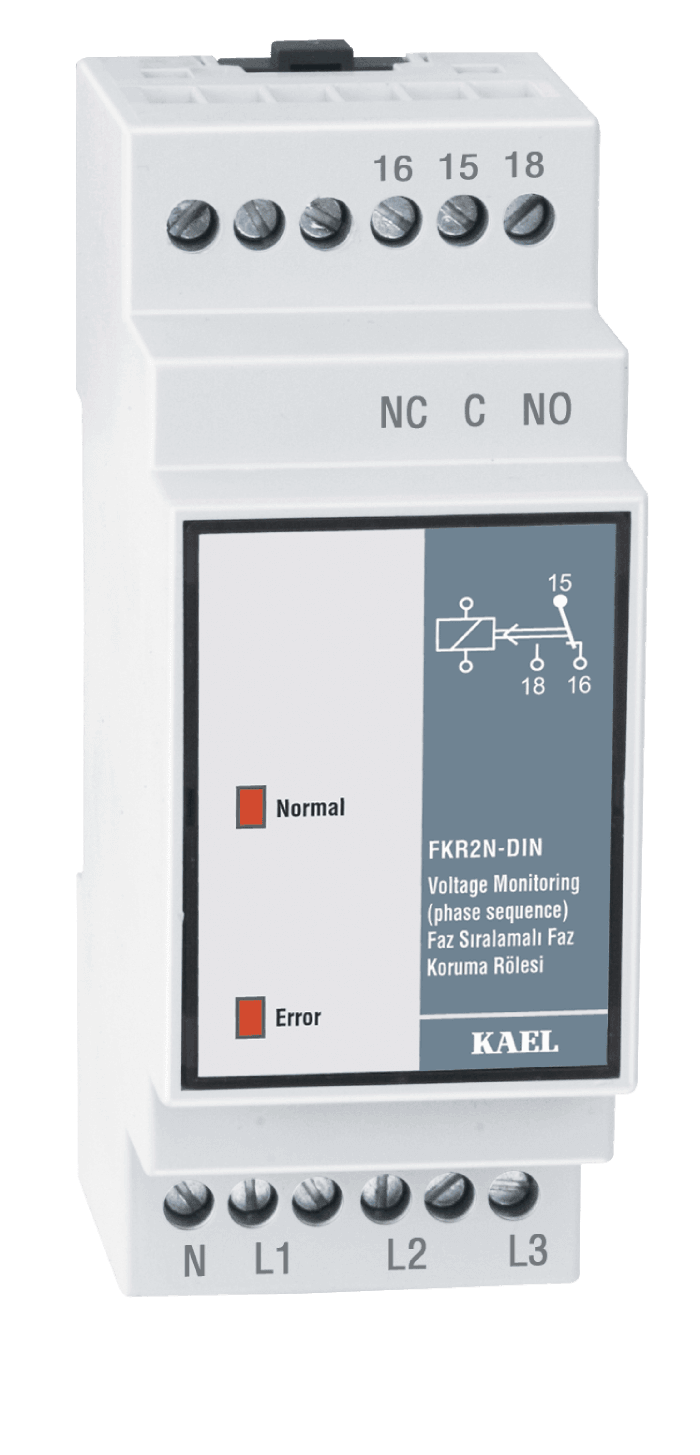 16 15 18
NC C NO
15
18 16
Normal
FKR2N-DIN
Voltage Monitoring
(phase sequence)
Faz Sıralamalı Faz
Koruma Rölesi
Error
KAEL
N L1 L2 L3